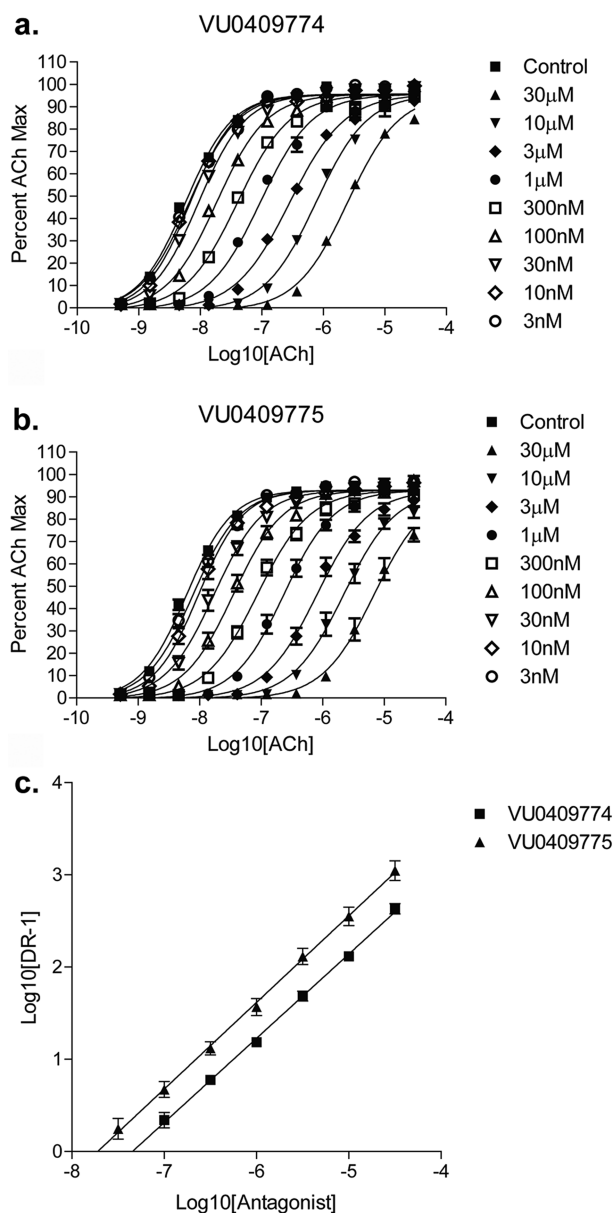 a.
VU0409774
Percent ACh Max
110
100
90
80
70
60
50
40
30
20
10
0
-10
-9
-8
-7
-6
-5
-4
Log10[ACh]
Control
30μM
10μM
3μM
1μM
300nM
100nM
30nM
10nM
3nM
b.
VU0409775
Percent ACh Max
110
100
90
80
70
60
50
40
30
20
10
0
-10
-9
-8
-7
-6
-5
-4
Log10[ACh]
Control
30μM
10μM
3μM
1μM
300nM
100nM
30nM
10nM
3nM
c.
Log10[DR-1]
4
3
2
1
0
-8
-7
-6
-5
-4
Log10[Antagonist]
VU0409774
VU0409775